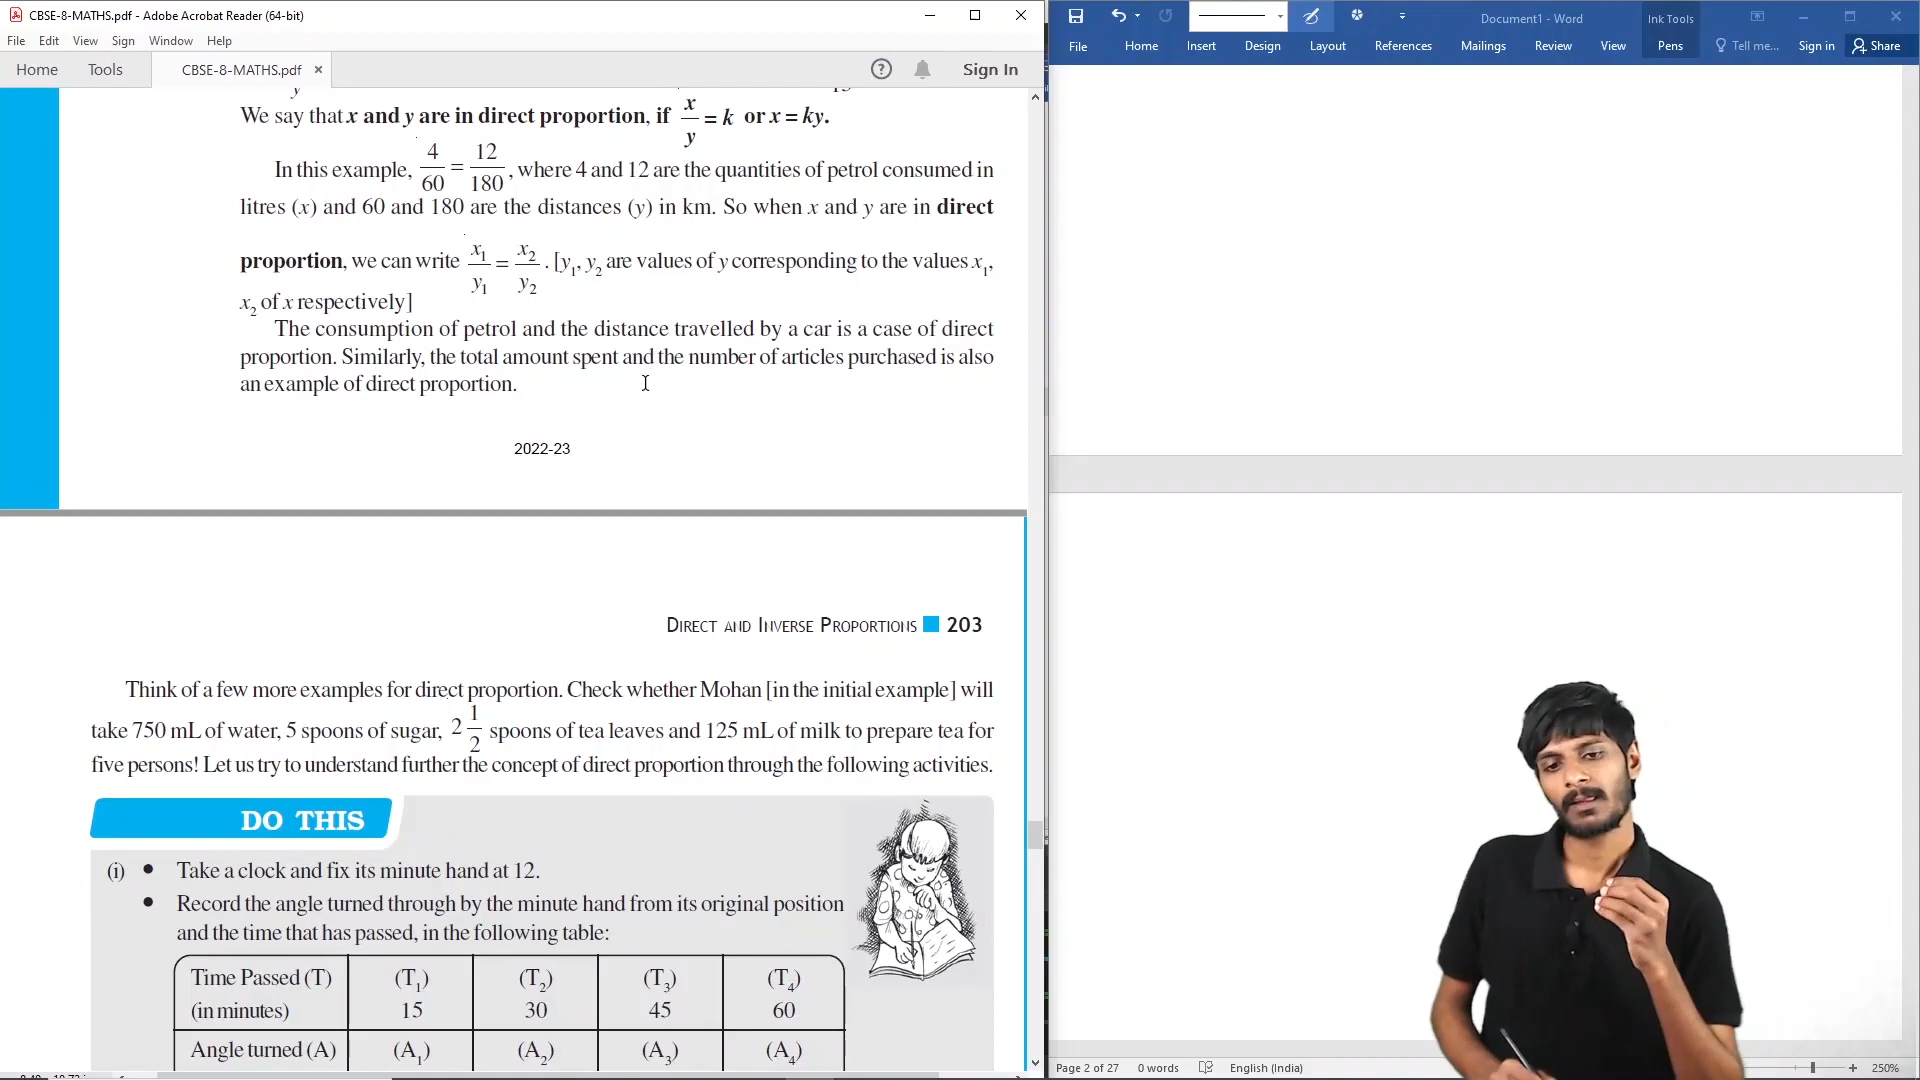 CBSE-8-MATHS.pdf - Adobe Acrobat Reader (64-bit)
File Edit View Sign Window Help
Home Tools CBSE-8-MATHS.pdf × Sign In
y
We say that x and y are in direct proportion, if x/y = k or x = ky.
In this example, 4/60 = 12/180, where 4 and 12 are the quantities of petrol consumed in
litres (x) and 60 and 180 are the distances (y) in km. So when x and y are in direct
proportion, we can write x₁/y₁ = x₂/y₂. [y₁, y₂ are values of y corresponding to the values x₁,
x₂ of x respectively]
The consumption of petrol and the distance travelled by a car is a case of direct
proportion. Similarly, the total amount spent and the number of articles purchased is also
an example of direct proportion.
2022-23
DIRECT AND INVERSE PROPORTIONS 203
Think of a few more examples for direct proportion. Check whether Mohan [in the initial example] will
take 750 mL of water, 5 spoons of sugar, 2 1/2 spoons of tea leaves and 125 mL of milk to prepare tea for
five persons! Let us try to understand further the concept of direct proportion through the following activities.
DO THIS
(i) • Take a clock and fix its minute hand at 12.
• Record the angle turned through by the minute hand from its original position
and the time that has passed, in the following table:
Time Passed (T) (T₁) (T₂) (T₃) (T₄)
(in minutes) 15 30 45 60
Angle turned (A) (A₁) (A₂) (A₃) (A₄)
Document1 - Word Ink Tools
File Home Insert Design Layout References Mailings Review View Pens Tell me... Sign in Share
Page 2 of 27 0 words English (India) 250%